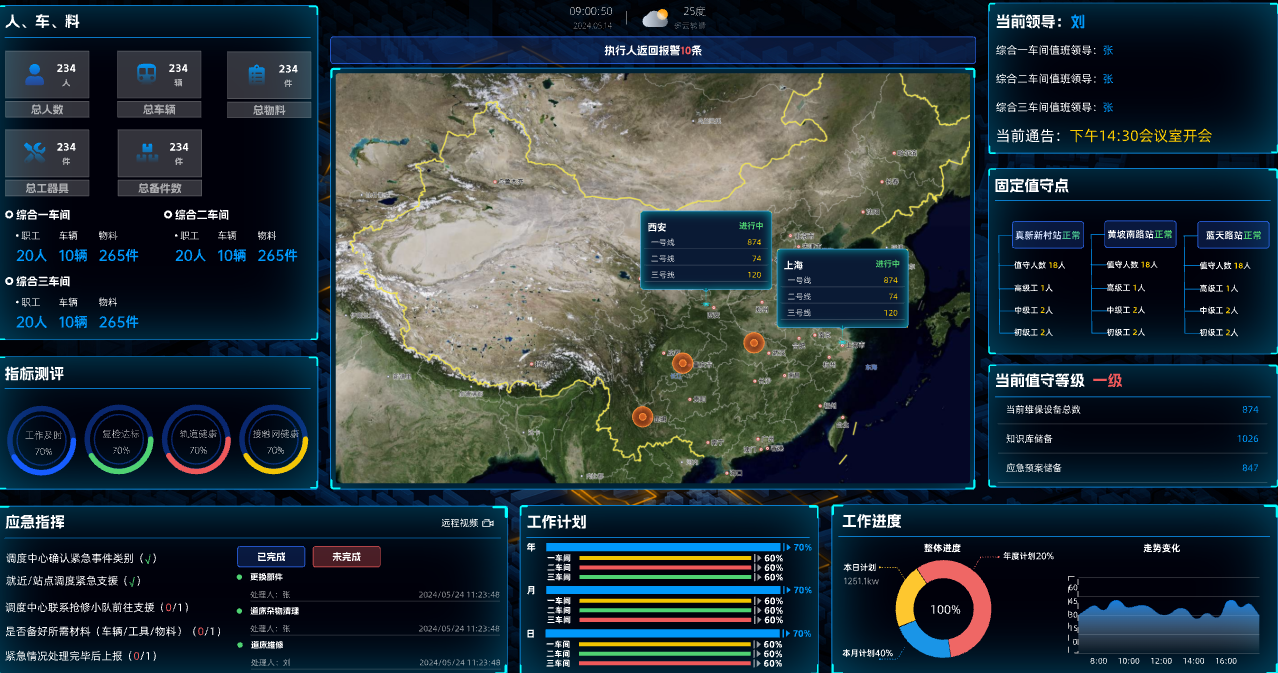 人、车、料
234
人
总人数
234
辆
总车辆
234
件
总物料
234
件
总工器具
234
件
总备件数
综合一车间
•职工 车辆 物料
20人 10辆 265件
综合二车间
•职工 车辆 物料
20人 10辆 265件
综合三车间
•职工 车辆 物料
20人 10辆 265件
指标测评
工作及时
70%
复检达标
70%
轨道健康
70%
接触网健康
70%
09:00:50
2024.05.14
25度
执行人返回报警10条
西安 进行中
一号线 874
二号线 74
三号线 120
上海 进行中
一号线 874
二号线 74
三号线 120
当前领导：刘
综合一车间值班领导：张
综合二车间值班领导：张
综合三车间值班领导：张
当前通告：下午14:30会议室开会
固定值守点
真新新村站正常
值守人数 18人
高级工 1人
中级工 2人
初级工 2人
黄坡南路站正常
值守人数 18人
高级工 1人
中级工 2人
初级工 2人
蓝天路站正常
值守人数 18人
高级工 1人
中级工 2人
初级工 2人
当前值守等级 一级
当前维保设备总数 874
知识库储备 1026
应急预案储备 847
应急指挥
远程视频
调度中心确认紧急事件类别（√）
就近/站点调度紧急支援（√）
调度中心联系抢修小队前往支援（0/1）
是否备好所需材料（车辆/工具/物料）（0/1）
紧急情况处理完毕后上报（0/1）
已完成 未完成
更换部件
处理人：张 2024/05/24 11:23:48
道床杂物清理
处理人：张 2024/05/24 11:23:48
道床维修
处理人：刘 2024/05/24 11:23:48
工作计划
年 70%
一车间 60%
二车间 60%
三车间 60%
月 70%
一车间 60%
二车间 60%
三车间 60%
日 70%
一车间 60%
二车间 60%
三车间 60%
工作进度
整体进度
年度计划20%
本日计划
1251.1kw
100%
本月计划40%
走势变化
60
45
30
15
0
8:00 10:00 12:00 14:00 16:00